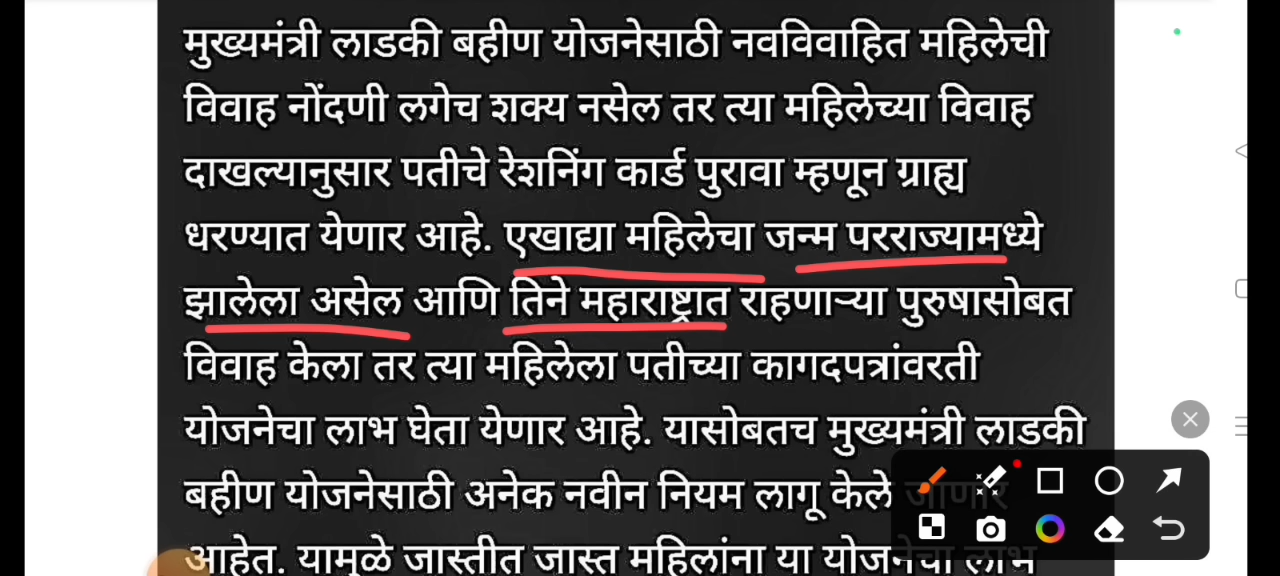 मुख्यमंत्री लाडकी बहीण योजनेसाठी नवविवाहित महिलेची
विवाह नोंदणी लगेच शक्य नसेल तर त्या महिलेच्या विवाह
दाखल्यानुसार पतीचे रेशनिंग कार्ड पुरावा म्हणून ग्राह्य
धरण्यात येणार आहे. एखाद्या महिलेचा जन्म परराज्यामध्ये
झालेला असेल आणि तिने महाराष्ट्रात राहणाऱ्या पुरुषासोबत
विवाह केला तर त्या महिलेला पतीच्या कागदपत्रांवरती
योजनेचा लाभ घेता येणार आहे. यासोबतच मुख्यमंत्री लाडकी
बहीण योजनेसाठी अनेक नवीन नियम लागू केले जाणार
आहेत. यामुळे जास्तीत जास्त महिलांना या योजनेचा लाभ